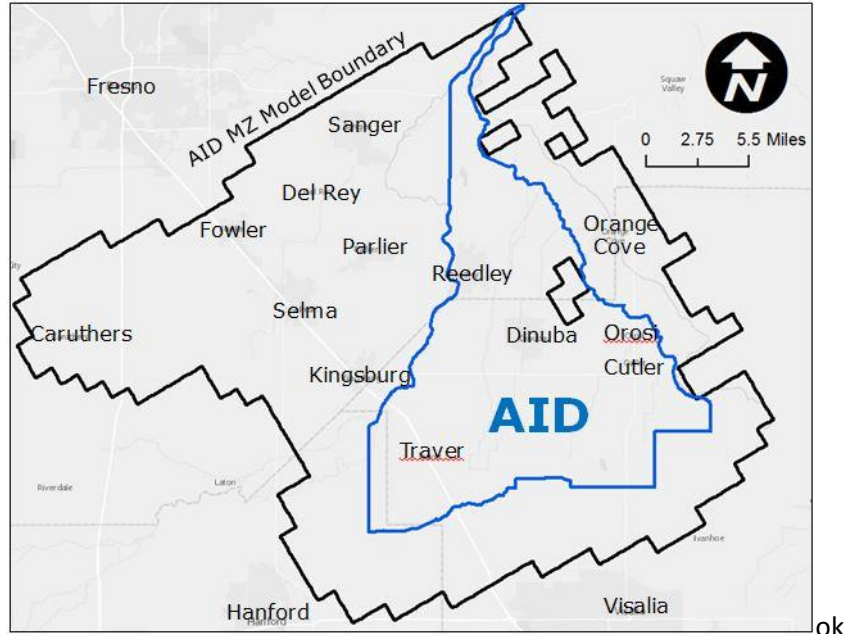 Fresno
AID MZ Model Boundary
Squaw
Valley
N
0 2.75 5.5 Miles
Sanger
Del Rey
Fowler
Parlier
Orange
Cove
Reedley
Selma
Caruthers
Dinuba
Orosi
Cutler
Kingsburg
AID
Traver
Riverdale
Laton
Ivanhoe
Hanford
Hanford
Visalia
ok